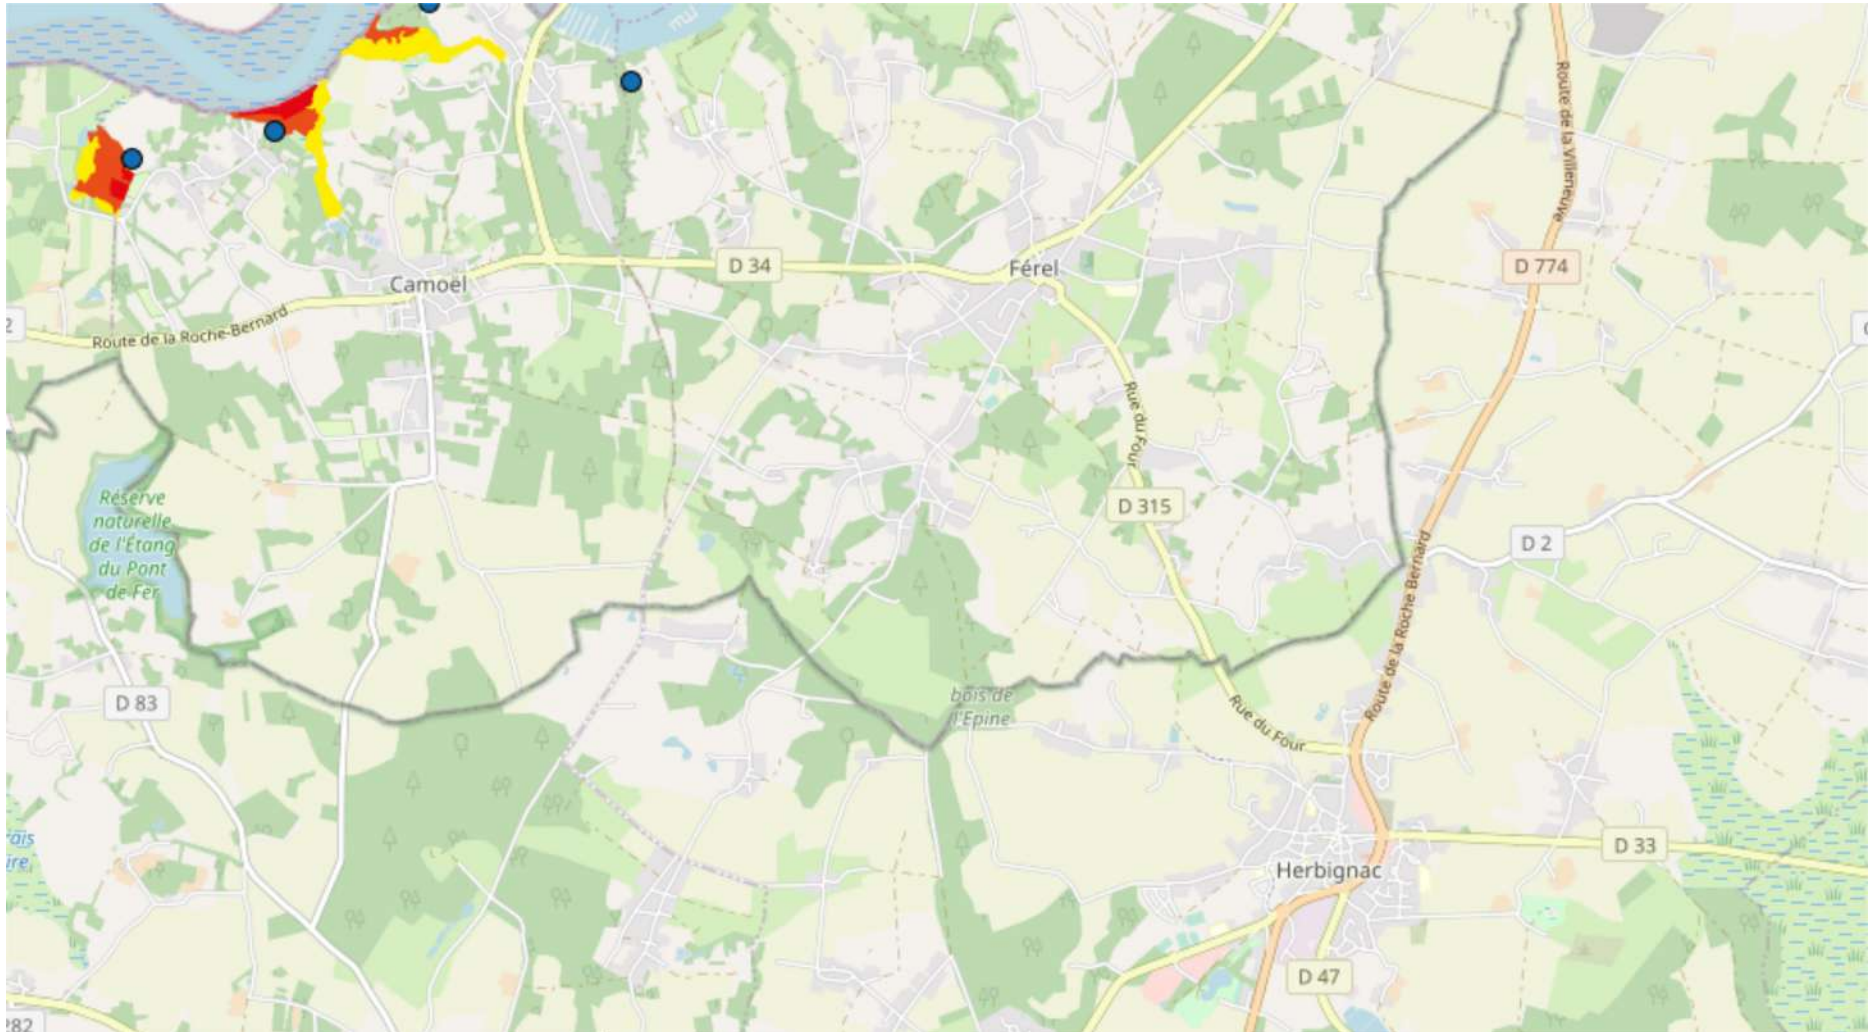 Route de la Villeneuve
D 34
Férel
D 774
Camoel
2
Route de la Roche-Bernard
Rue du Four
Réserve
naturelle
de l'Étang
du Pont
de Fer
D 315
D 2
Route de la Roche Bernard
D 83
bois de
l'Epine
Rue du Four
D 33
Herbignac
D 47